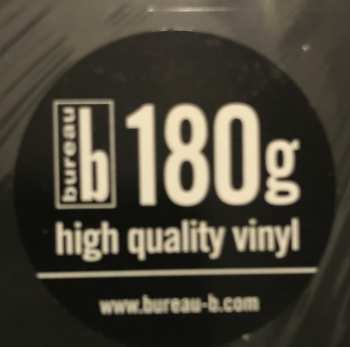 bureau b 180g
high quality vinyl
www.bureau-b.com